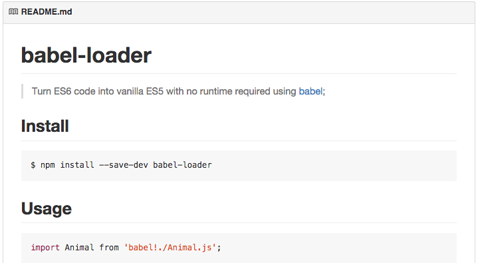 README.md
babel-loader
Turn ES6 code into vanilla ES5 with no runtime required using babel;
Install
$ npm install --save-dev babel-loader
Usage
import Animal from 'babel!./Animal.js';